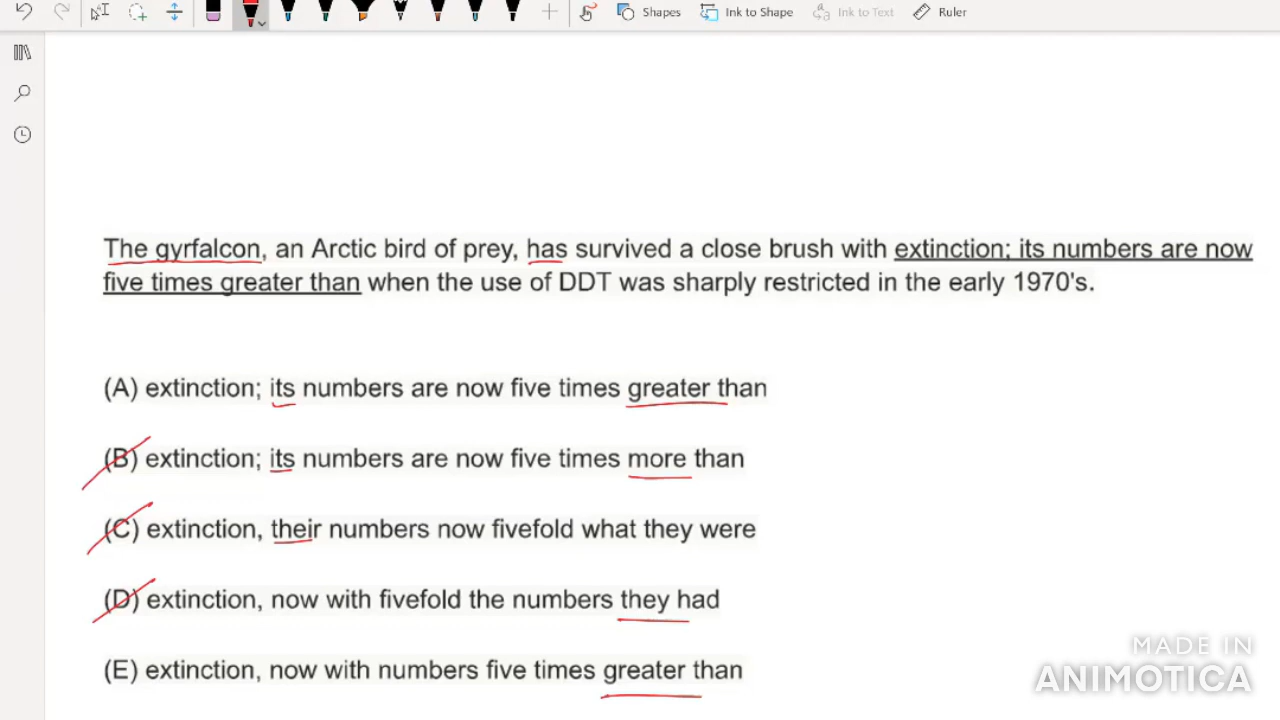 Shapes Ink to Shape Ink to Text Ruler
The gyrfalcon, an Arctic bird of prey, has survived a close brush with extinction; its numbers are now
five times greater than when the use of DDT was sharply restricted in the early 1970's.
(A) extinction; its numbers are now five times greater than
(B) extinction; its numbers are now five times more than
(C) extinction, their numbers now fivefold what they were
(D) extinction, now with fivefold the numbers they had
(E) extinction, now with numbers five times greater than
MADE IN
ANIMOTICA